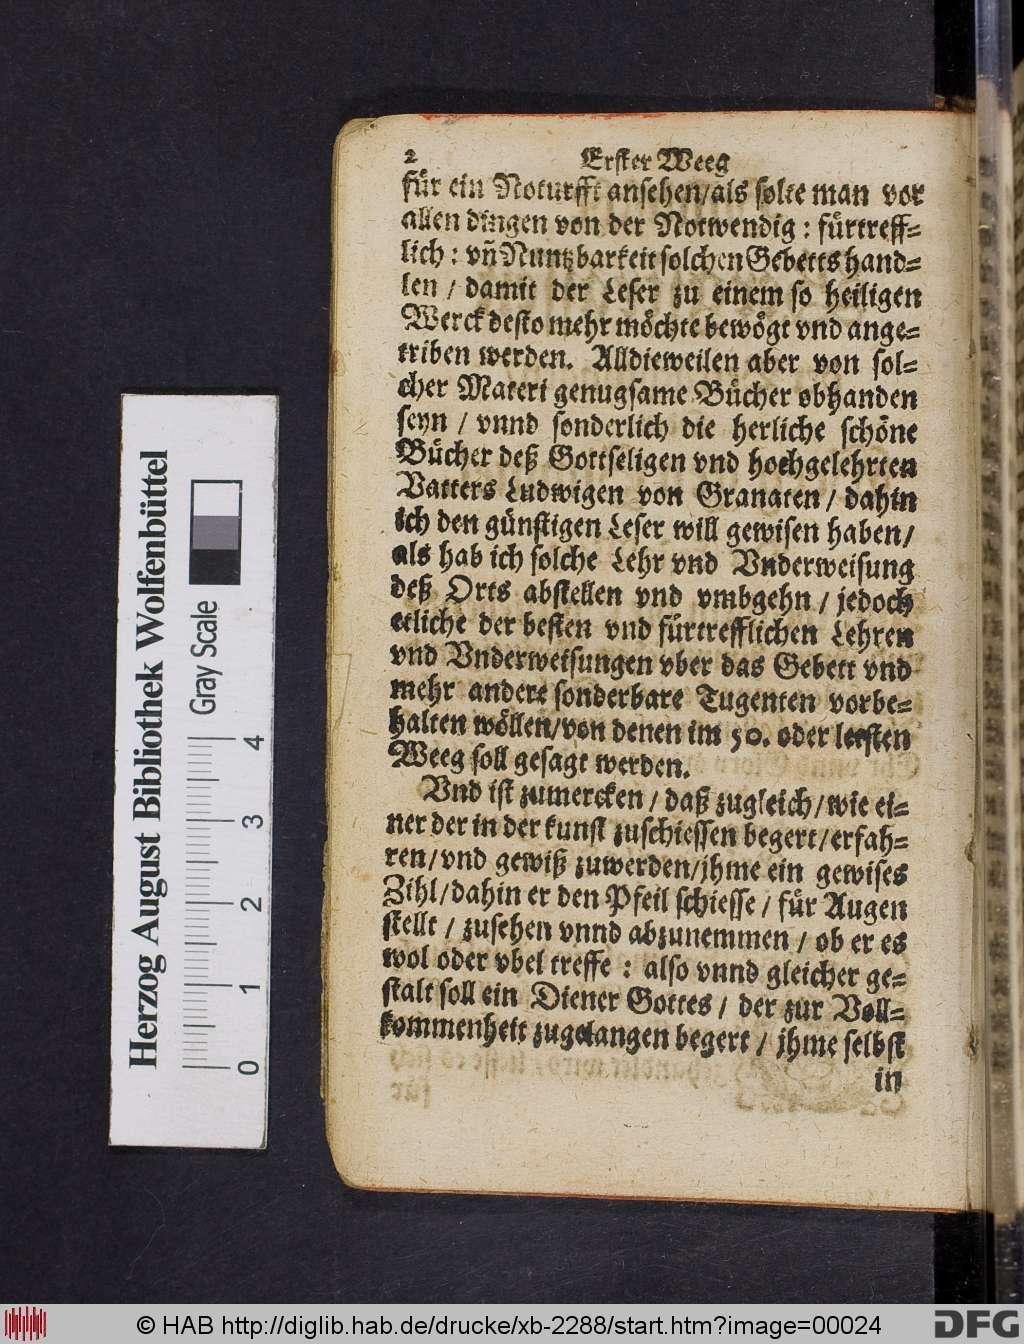 2 Erster Weeg
für ein Noturfft ansehen/als solte man vor
allen dingen von der Notwendig : fürtreff=
lich : vñ Nuntzbarkeit solchen Gebetts hand=
len / damit der Leser zu einem so heiligen
Werck desto mehr möchte bewögt vnd ange=
triben werden. Alldieweilen aber von sol=
cher Materi genugsame Bücher obhanden
seyn / vnnd sonderlich die herliche schöne
Bücher deß Gottseligen vnd hochgelehrten
Vatters Ludwigen von Granaten / dahin
ich den günstigen Leser will gewisen haben/
als hab ich solche Lehr vnd Vnderweisung
deß Orts abstellen vnd vmbgehn / jedoch
etliche der besten vnd fürtrefflichen Lehren
vnd Vnderweisungen vber das Gebett vnd
mehr andere sonderbare Tugenten vorbe=
halten wöllen/von denen im 50. oder letsten
Weeg soll gesagt werden.
Vnd ist zumercken / daß zugleich/wie ei=
ner der in der kunst zuschiessen begert/erfah=
ren/vnd gewiß zuwerden/jhme ein gewises
Zihl/dahin er den Pfeil schiesse / für Augen
stellt / zusehen vnnd abzunemmen / ob er es
wol oder vbel treffe : also vnnd gleicher ge=
stalt soll ein Diener Gottes / der zur Voll=
kommenheit zugelangen begert / jhme selbst
in
Herzog August Bibliothek Wolfenbüttel
Gray Scale
0 1 2 3 4
© HAB http://diglib.hab.de/drucke/xb-2288/start.htm?image=00024
DFG